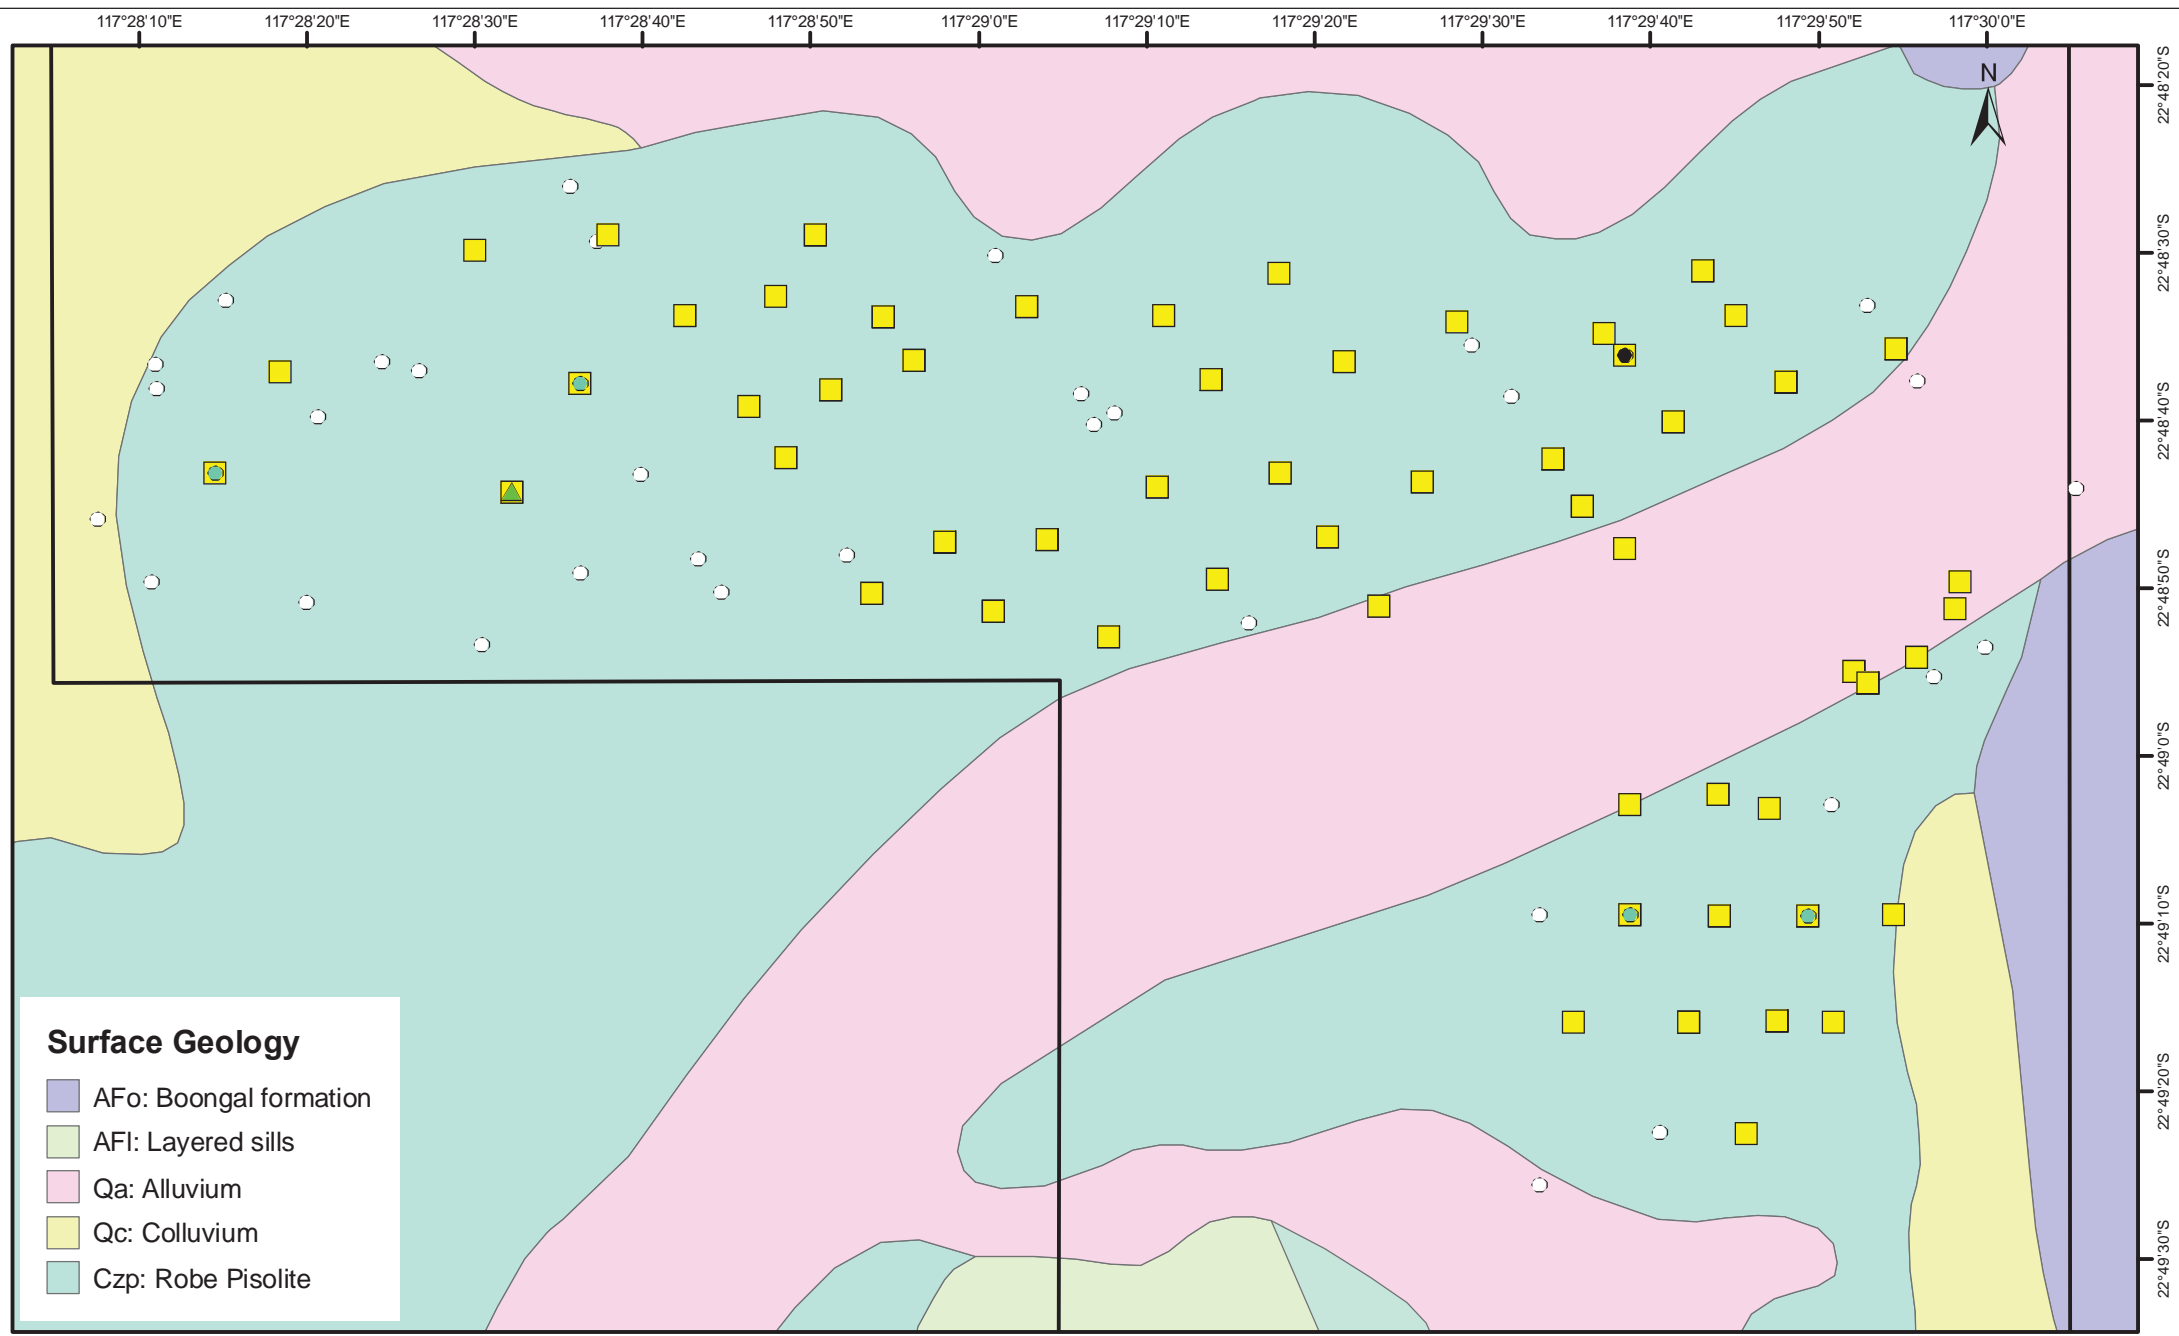 117°28'10"E
117°28'20"E
117°28'30"E
117°28'40"E
117°28'50"E
117°29'0"E
117°29'10"E
117°29'20"E
117°29'30"E
117°29'40"E
117°29'50"E
117°30'0"E
N
22°48'20"S
22°48'30"S
22°48'40"S
22°48'50"S
22°49'0"S
22°49'10"S
22°49'20"S
22°49'30"S
Surface Geology
AFo: Boongal formation
AFl: Layered sills
Qa: Alluvium
Qc: Colluvium
Czp: Robe Pisolite